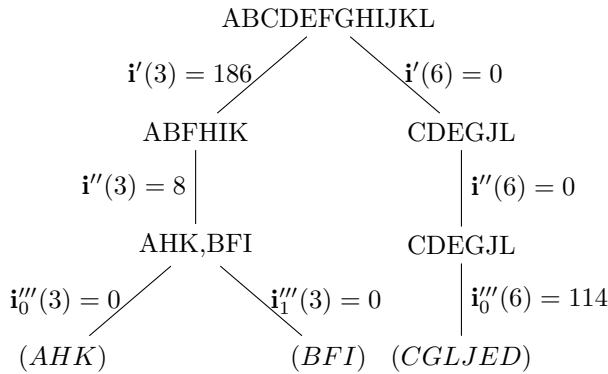 ABCDEFGHIJKL
i′(3) = 186 i′(6) = 0
ABFHIK CDEGJL
i′′(3) = 8 i′′(6) = 0
AHK,BFI CDEGJL
i′′′₀(3) = 0 i′′′₁(3) = 0 i′′′₀(6) = 114
(AHK) (BFI) (CGLJED)